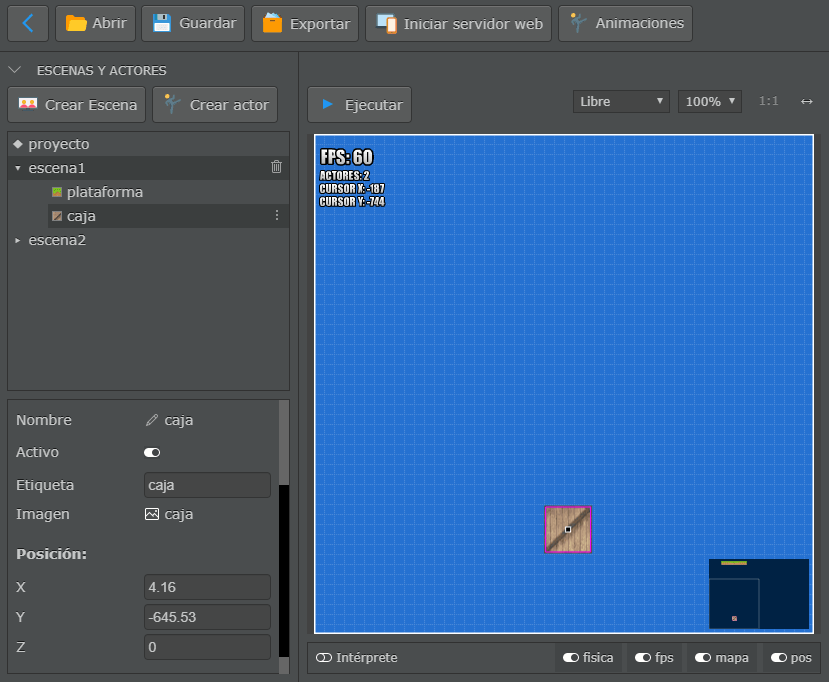 Abrir Guardar Exportar Iniciar servidor web Animaciones
ESCENAS Y ACTORES
Crear Escena Crear actor
proyecto
escena1
plataforma
caja
escena2
Nombre caja
Activo
Etiqueta caja
Imagen caja
Posición:
X 4.16
Y -645.53
Z 0
Ejecutar Libre 100% 1:1
FPS: 60
ACTORES: 2
CURSOR X: -187
CURSOR Y: -744
Intérprete fisica fps mapa pos